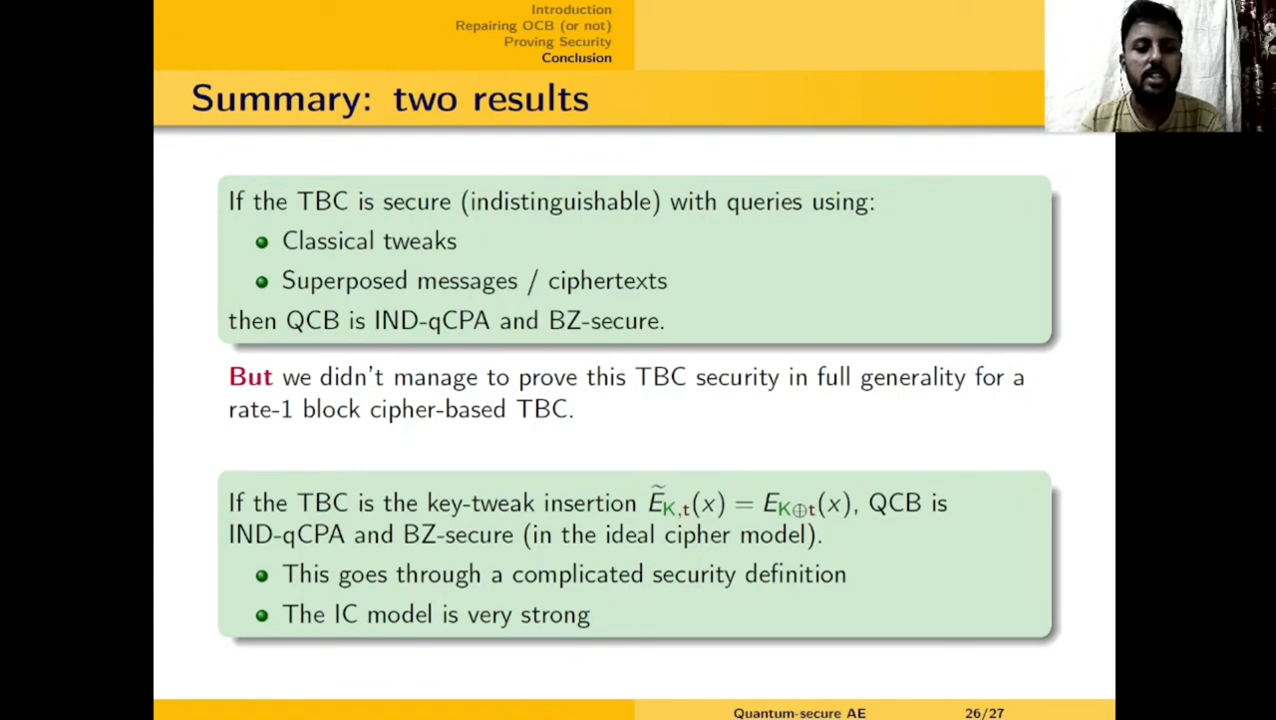 Introduction
Repairing OCB (or not)
Proving Security
Conclusion
Summary: two results
If the TBC is secure (indistinguishable) with queries using:
Classical tweaks
Superposed messages / ciphertexts
then QCB is IND-qCPA and BZ-secure.
But we didn't manage to prove this TBC security in full generality for a
rate-1 block cipher-based TBC.
If the TBC is the key-tweak insertion Ẽ_{K,t}(x) = E_{K⊕t}(x), QCB is
IND-qCPA and BZ-secure (in the ideal cipher model).
This goes through a complicated security definition
The IC model is very strong
Quantum-secure AE 26/27